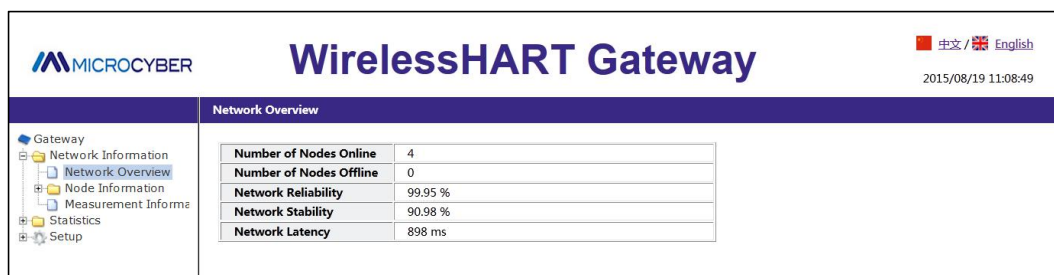 MICROCYBER
WirelessHART Gateway
中文 / English
2015/08/19 11:08:49
Network Overview
Gateway
Network Information
Network Overview
Node Information
Measurement Informa
Statistics
Setup
Number of Nodes Online 4
Number of Nodes Offline 0
Network Reliability 99.95 %
Network Stability 90.98 %
Network Latency 898 ms